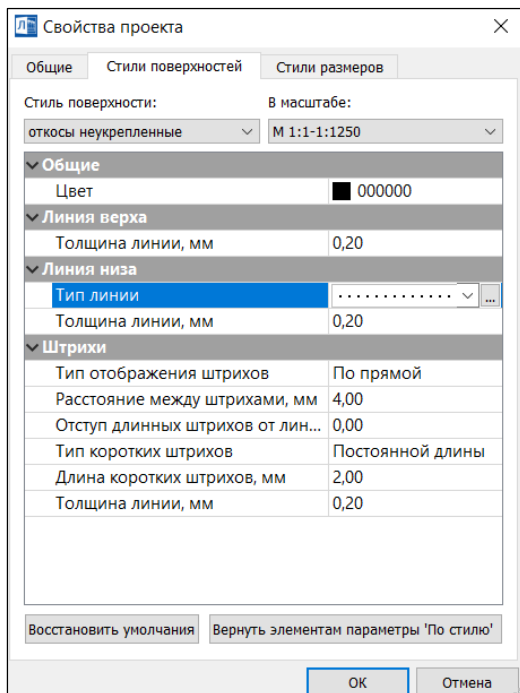 Свойства проекта
Общие Стили поверхностей Стили размеров
Стиль поверхности: В масштабе:
откосы неукрепленные М 1:1-1:1250
Общие
Цвет 000000
Линия верха
Толщина линии, мм 0,20
Линия низа
Тип линии ...
Толщина линии, мм 0,20
Штрихи
Тип отображения штрихов По прямой
Расстояние между штрихами, мм 4,00
Отступ длинных штрихов от лин... 0,00
Тип коротких штрихов Постоянной длины
Длина коротких штрихов, мм 2,00
Толщина линии, мм 0,20
Восстановить умолчания Вернуть элементам параметры 'По стилю'
ОК Отмена